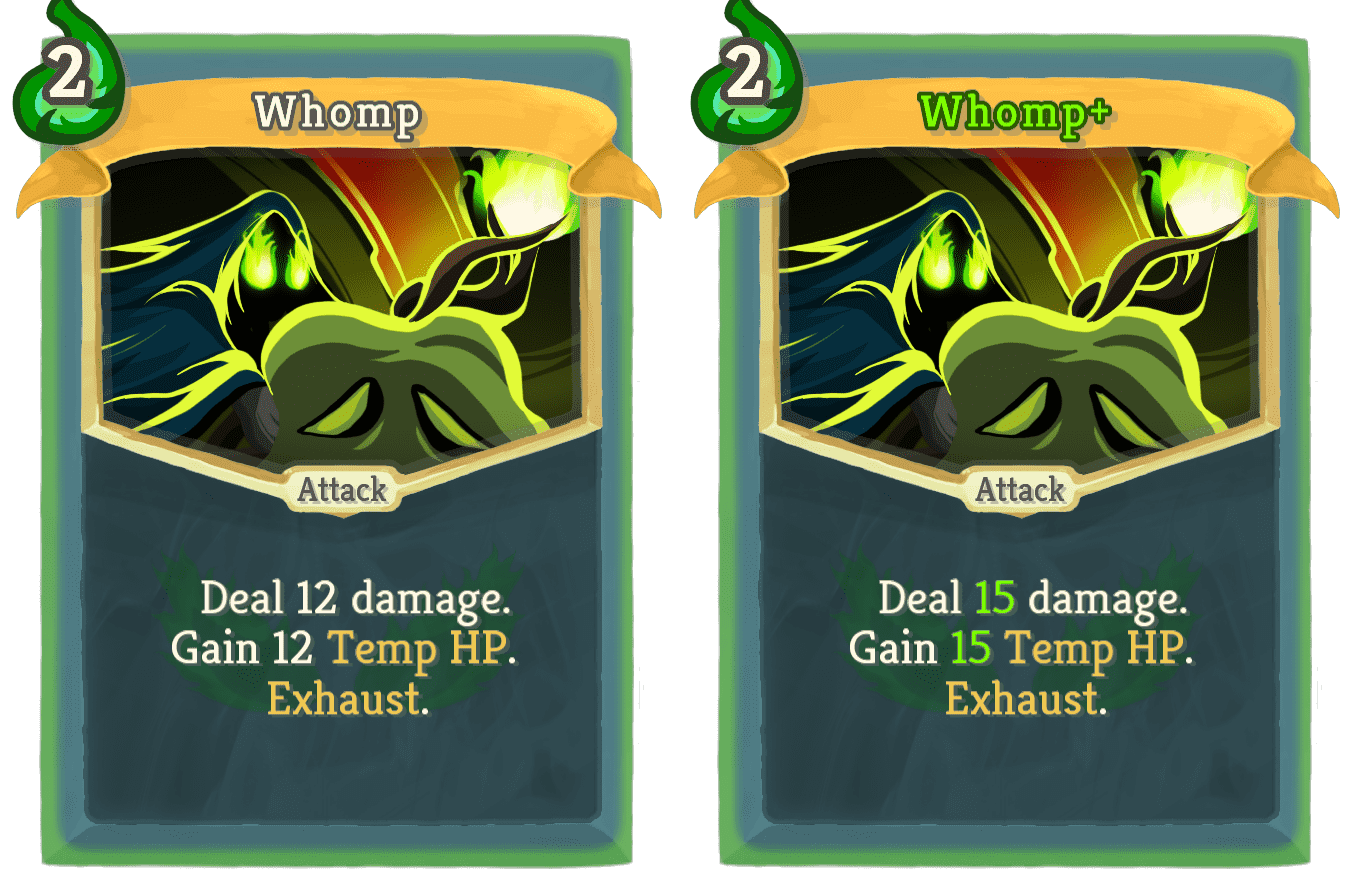 2
Whomp
Attack
Deal 12 damage.
Gain 12 Temp HP.
Exhaust.
2
Whomp+
Attack
Deal 15 damage.
Gain 15 Temp HP.
Exhaust.